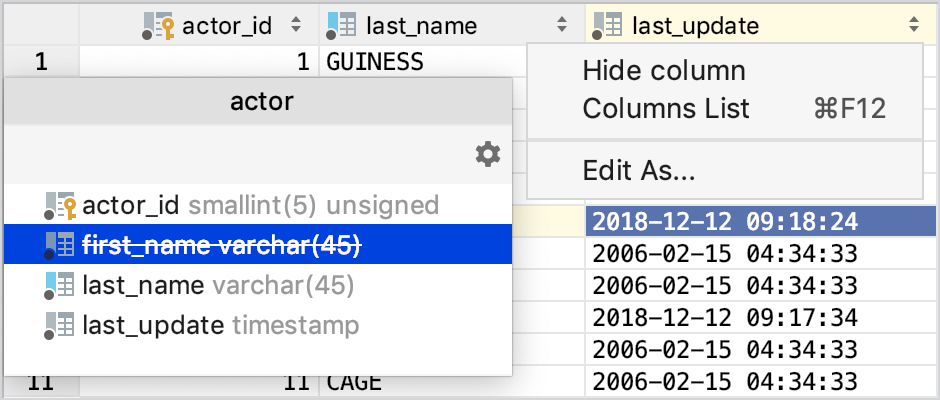 actor_id last_name last_update
1 1 GUINESS
Hide column
Columns List ⌘F12
Edit As...
actor
actor_id smallint(5) unsigned
first_name varchar(45)
last_name varchar(45)
last_update timestamp
2018-12-12 09:18:24
2006-02-15 04:34:33
2006-02-15 04:34:33
2018-12-12 09:17:34
2006-02-15 04:34:33
11 11 CAGE 2006-02-15 04:34:33